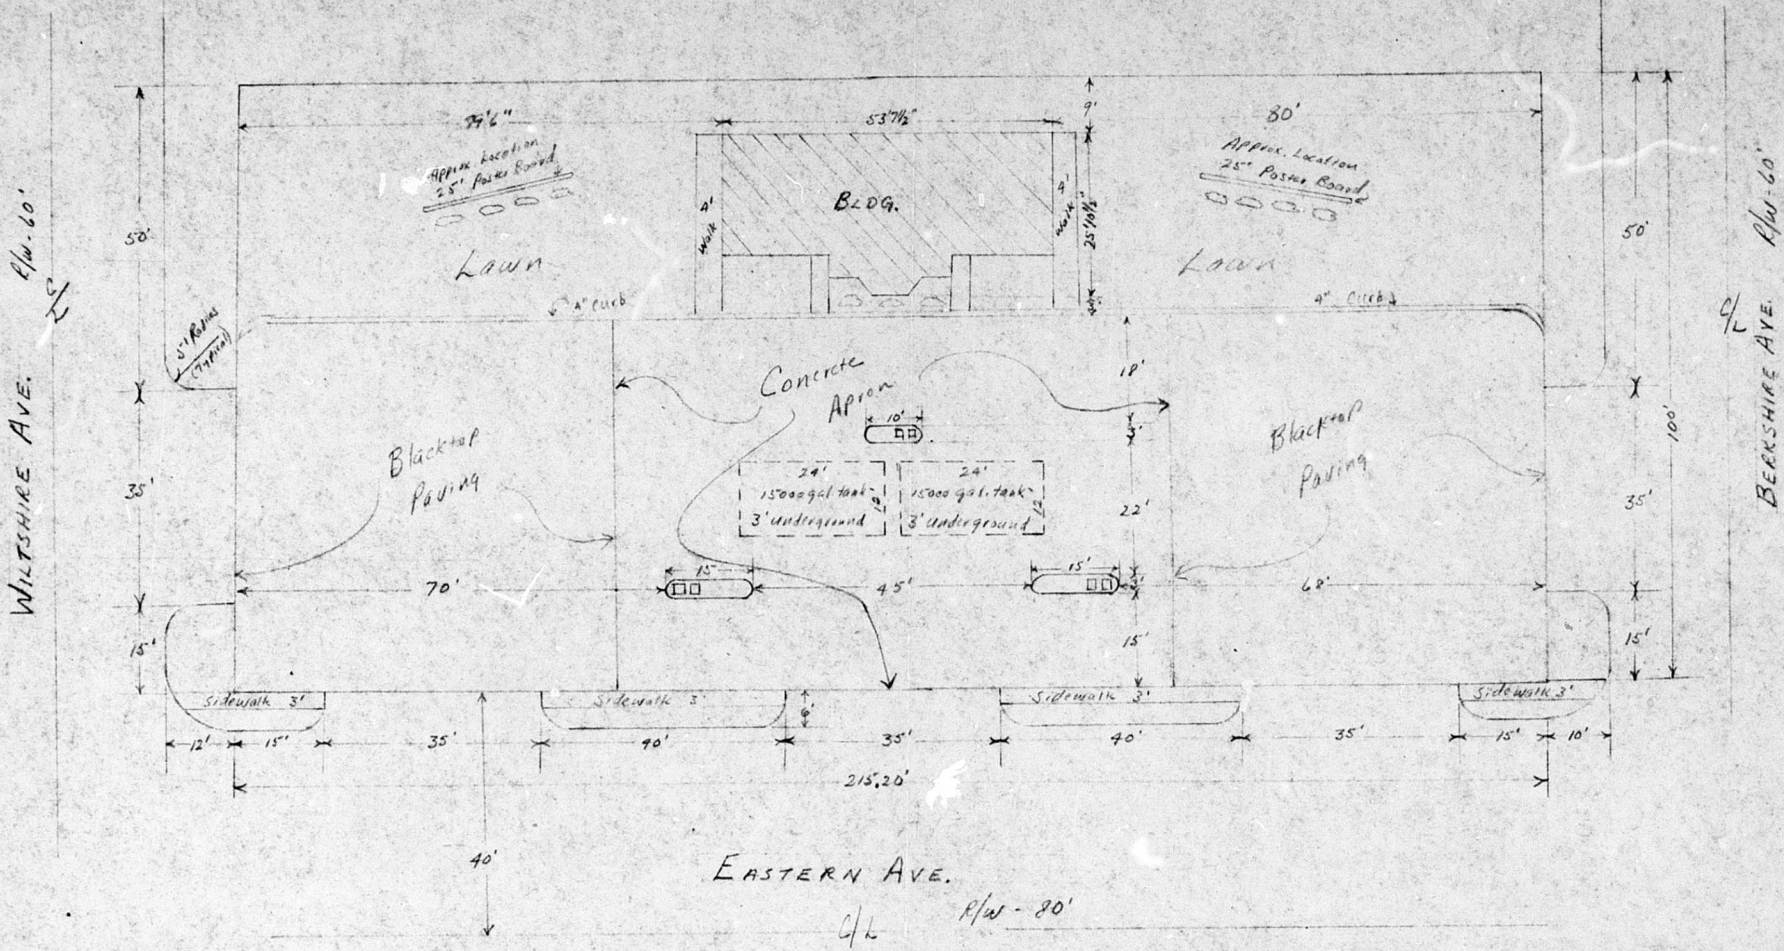 79'6"
53'7½"
9'
80'
Approx. Location
25' Poster Board
Approx. Location
25' Poster Board
BLDG.
4'
Walk
4'
Walk
25'10½"
Lawn
Lawn
4" Curb
4" Curb
50'
50'
5' Radius
(Typical)
WILTSHIRE AVE. R/W-60'
C/L
C/L
BERKSHIRE AVE. R/W-60'
100'
Concrete
Apron
18'
10'
3'
Blacktop
Paving
Blacktop
Paving
24'
15000 gal. tank-
3' underground
12'
24'
15000 gal. tank-
3' underground
12'
22'
35'
35'
70'
15'
45'
15'
3'
68'
15'
15'
15'
Sidewalk 3'
Sidewalk 3'
6'
Sidewalk 3'
Sidewalk 3'
12'
15'
35'
40'
35'
40'
35'
15'
10'
215.20'
40'
EASTERN AVE.
R/W - 80'
C/L